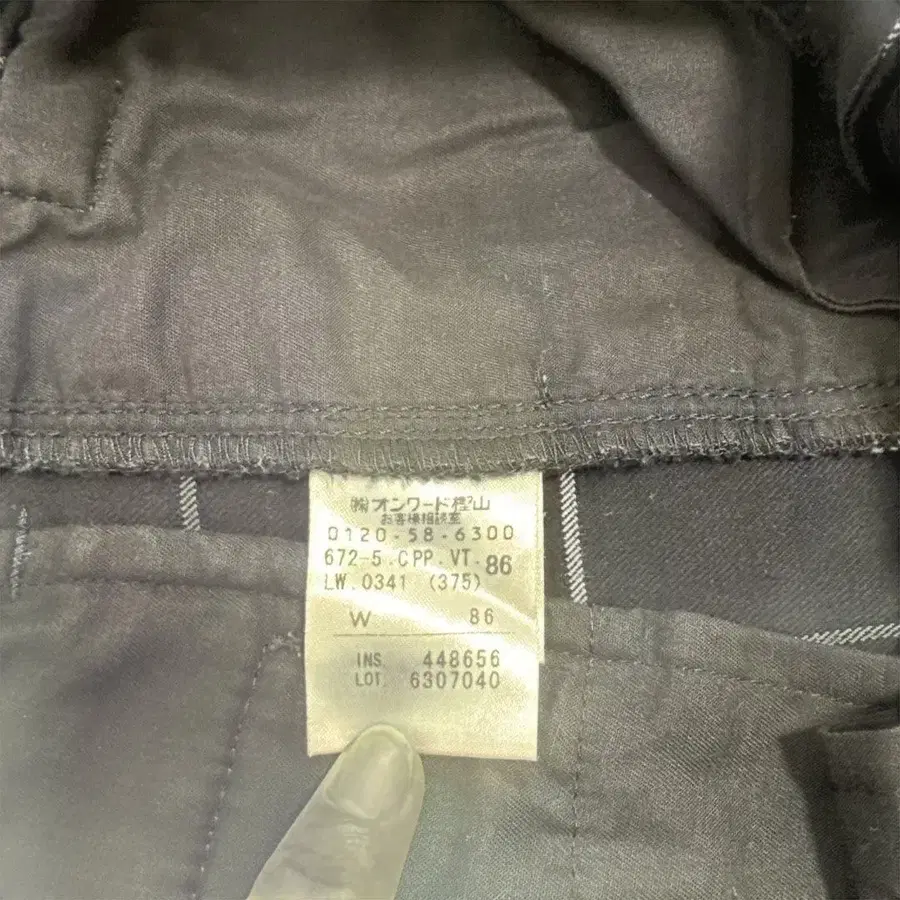 ㈱オンワード樫山
お客様相談室
0120-58-6300
672-5.CPP.VT.86
LW.0341 (375)
W 86
INS. 448656
LOT. 6307040